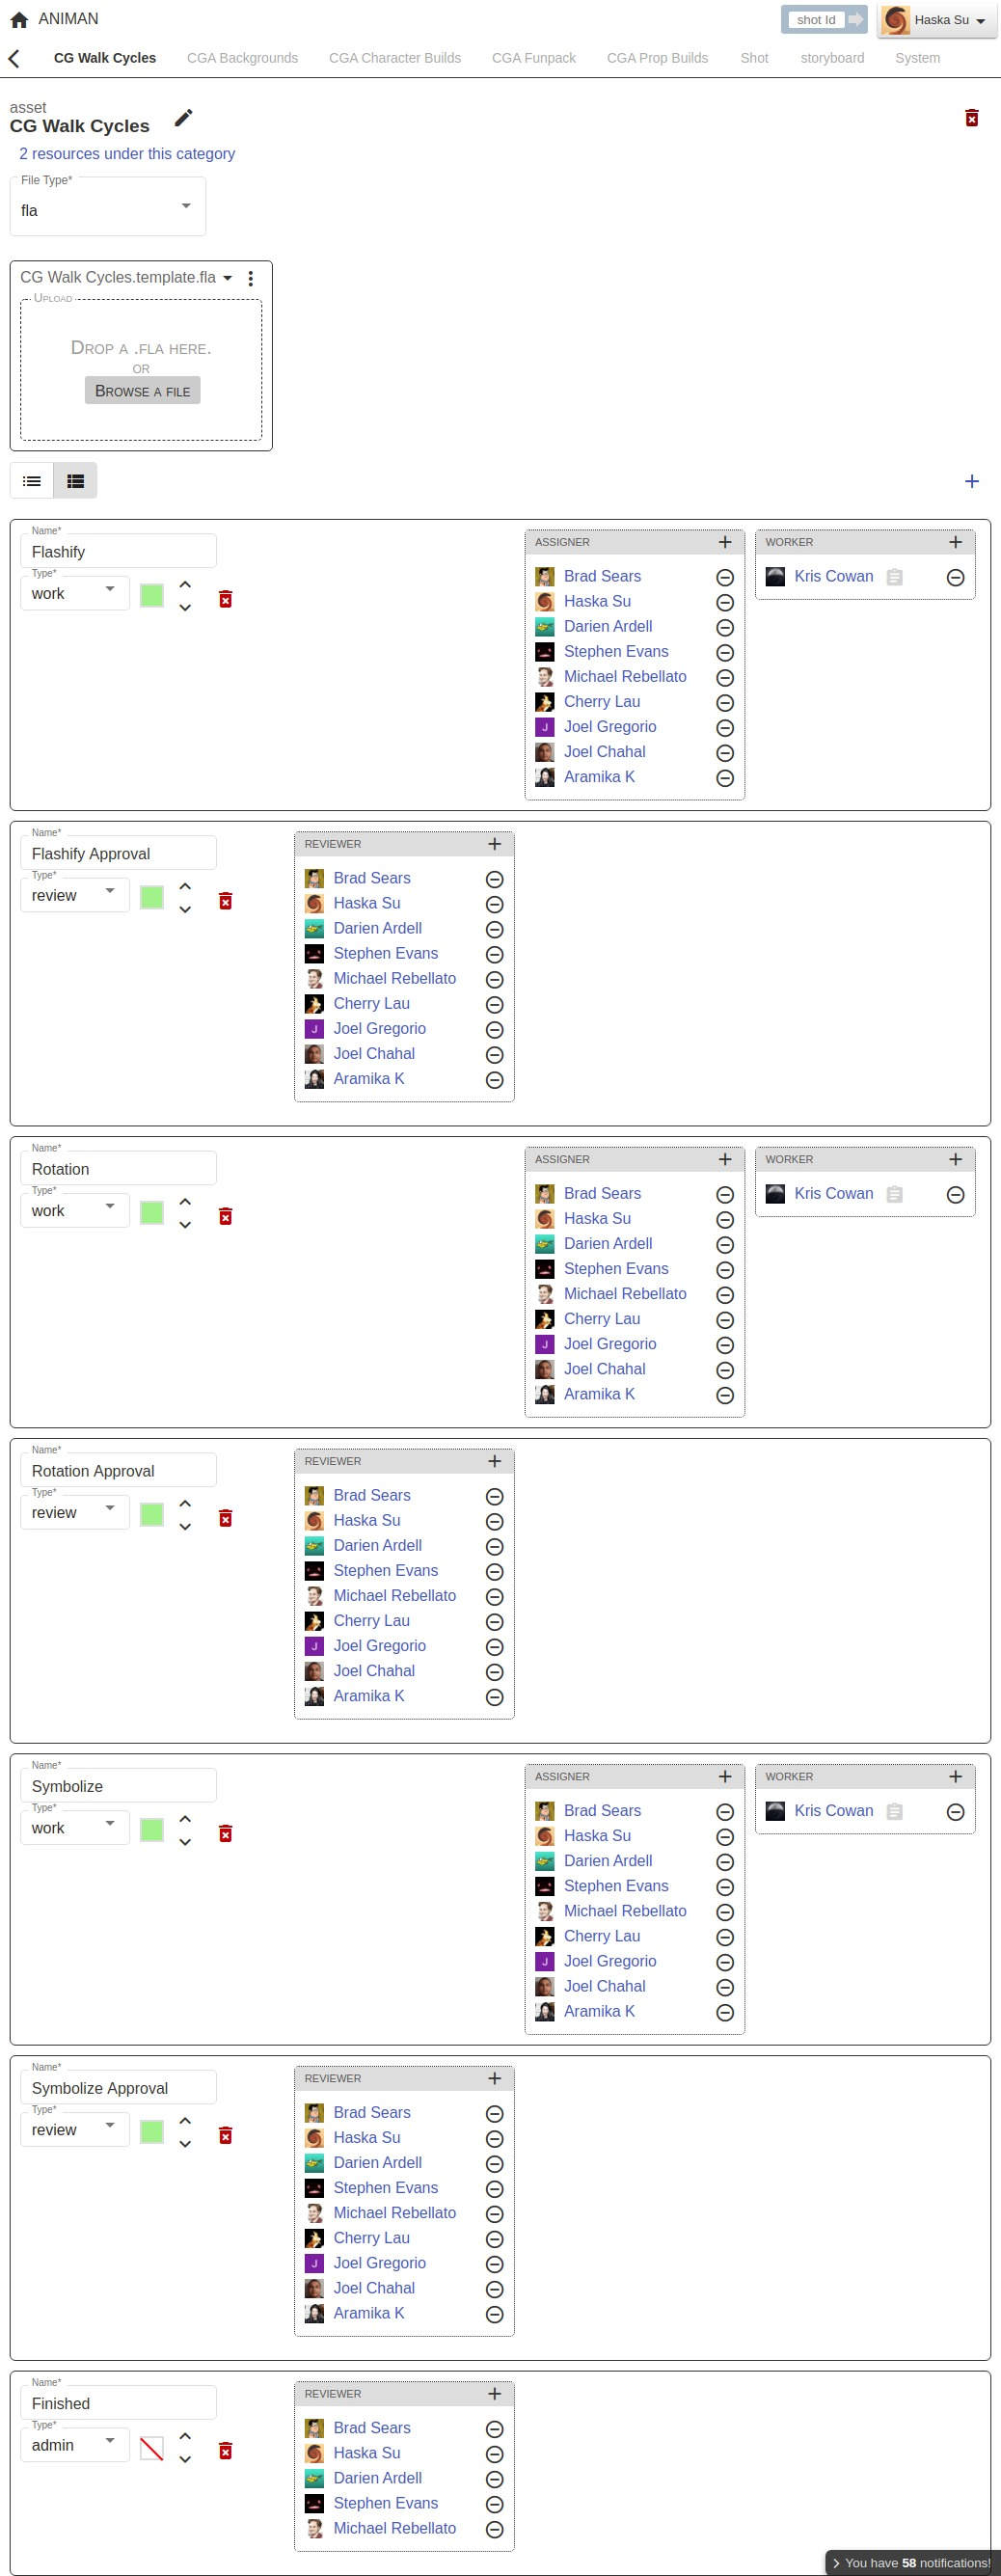 ANIMAN
shot Id
Haska Su
CG Walk Cycles
CGA Backgrounds
CGA Character Builds
CGA Funpack
CGA Prop Builds
Shot
storyboard
System
asset
CG Walk Cycles
2 resources under this category
File Type*
fla
CG Walk Cycles.template.fla
Upload
Drop a .fla here.
or
Browse a file
Name*
Flashify
Type*
work
ASSIGNER
Brad Sears
Haska Su
Darien Ardell
Stephen Evans
Michael Rebellato
Cherry Lau
J Joel Gregorio
Joel Chahal
Aramika K
WORKER
Kris Cowan
Name*
Flashify Approval
Type*
review
REVIEWER
Brad Sears
Haska Su
Darien Ardell
Stephen Evans
Michael Rebellato
Cherry Lau
J Joel Gregorio
Joel Chahal
Aramika K
Name*
Rotation
Type*
work
ASSIGNER
Brad Sears
Haska Su
Darien Ardell
Stephen Evans
Michael Rebellato
Cherry Lau
J Joel Gregorio
Joel Chahal
Aramika K
WORKER
Kris Cowan
Name*
Rotation Approval
Type*
review
REVIEWER
Brad Sears
Haska Su
Darien Ardell
Stephen Evans
Michael Rebellato
Cherry Lau
J Joel Gregorio
Joel Chahal
Aramika K
Name*
Symbolize
Type*
work
ASSIGNER
Brad Sears
Haska Su
Darien Ardell
Stephen Evans
Michael Rebellato
Cherry Lau
J Joel Gregorio
Joel Chahal
Aramika K
WORKER
Kris Cowan
Name*
Symbolize Approval
Type*
review
REVIEWER
Brad Sears
Haska Su
Darien Ardell
Stephen Evans
Michael Rebellato
Cherry Lau
J Joel Gregorio
Joel Chahal
Aramika K
Name*
Finished
Type*
admin
REVIEWER
Brad Sears
Haska Su
Darien Ardell
Stephen Evans
Michael Rebellato
You have 58 notifications!